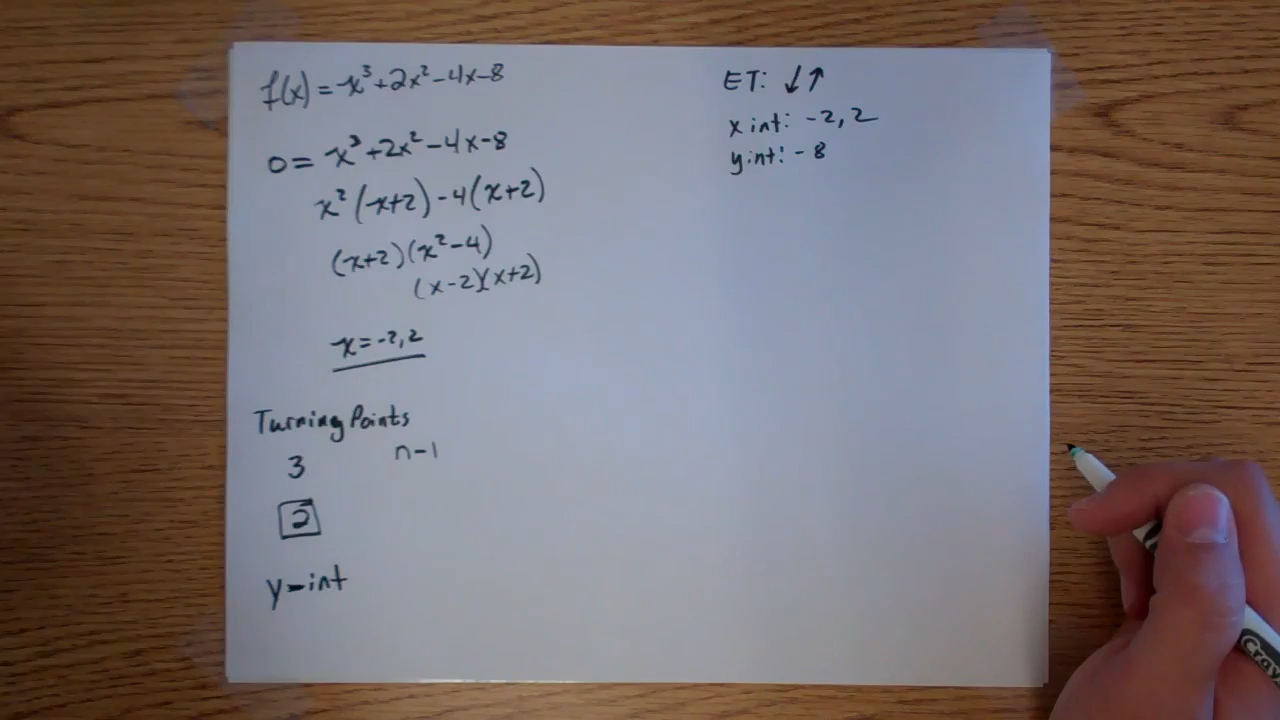 f(x) = x³+2x²-4x-8
0 = x³+2x²-4x-8
x²(x+2)-4(x+2)
(x+2)(x²-4)
(x-2)(x+2)
x=-2,2
Turning Points
3 n-1
2
y-int
ET: ↓↑
x int: -2,2
y int: -8
Cray